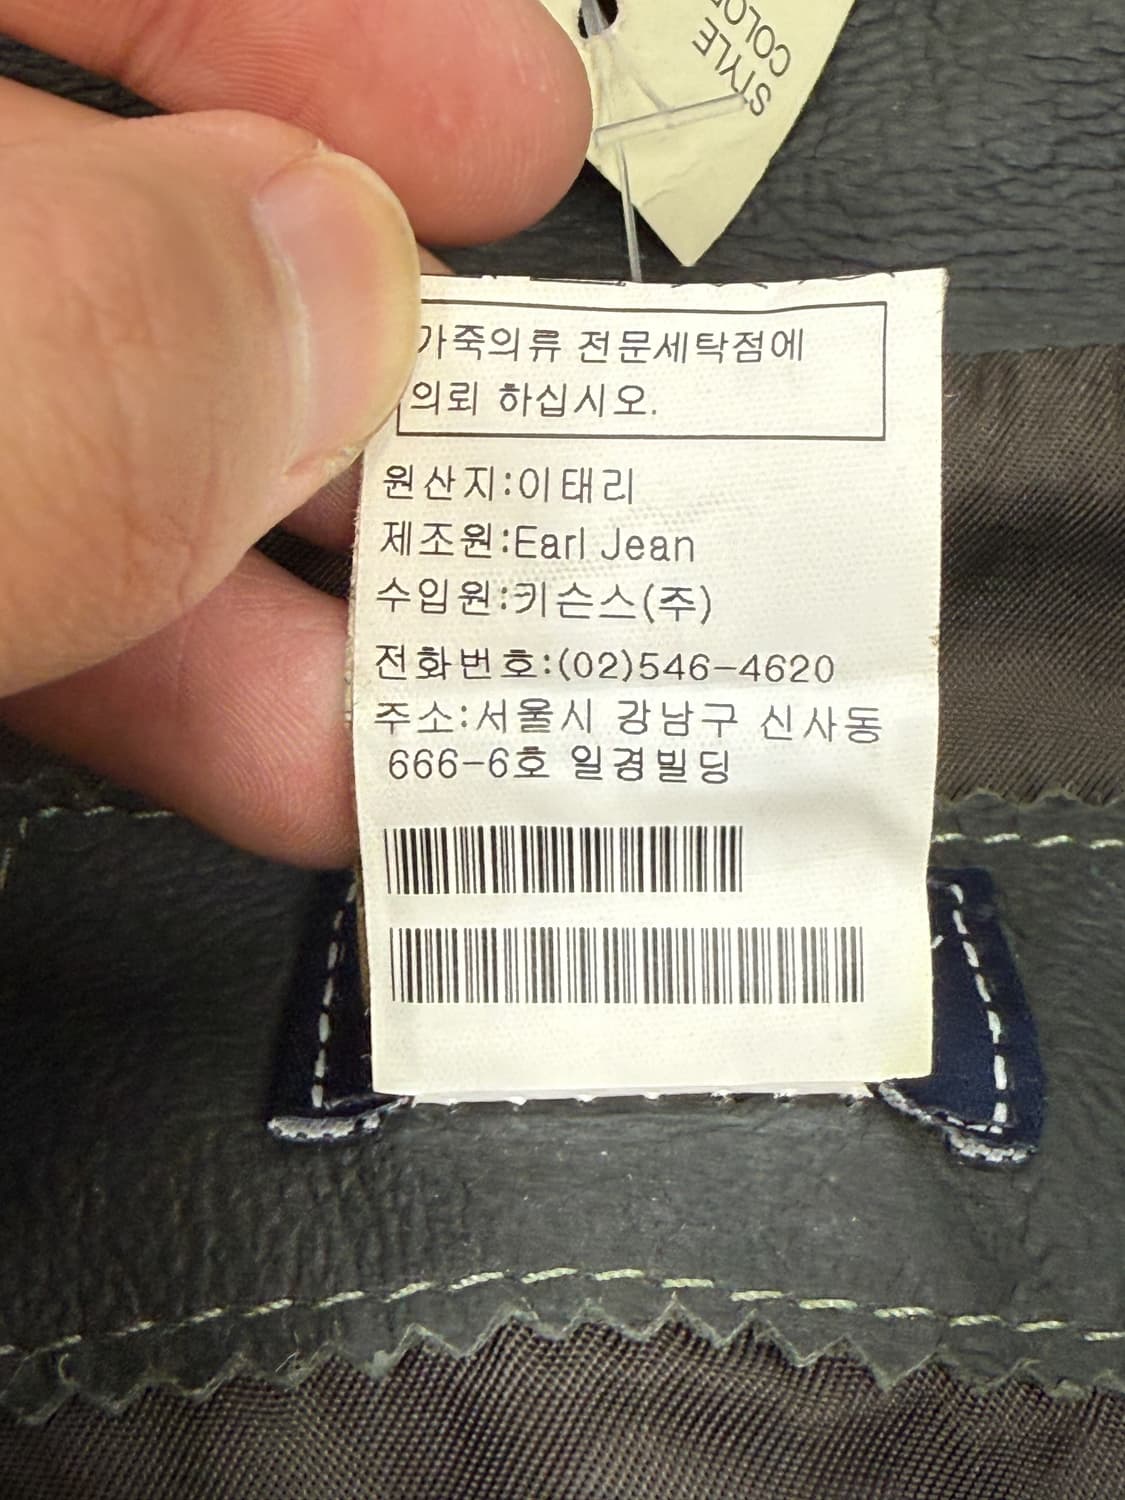 STYLE
가죽의류 전문세탁점에
의뢰 하십시오.
원산지:이태리
제조원:Earl Jean
수입원:키슨스(주)
전화번호:(02)546-4620
주소:서울시 강남구 신사동
666-6호 일경빌딩